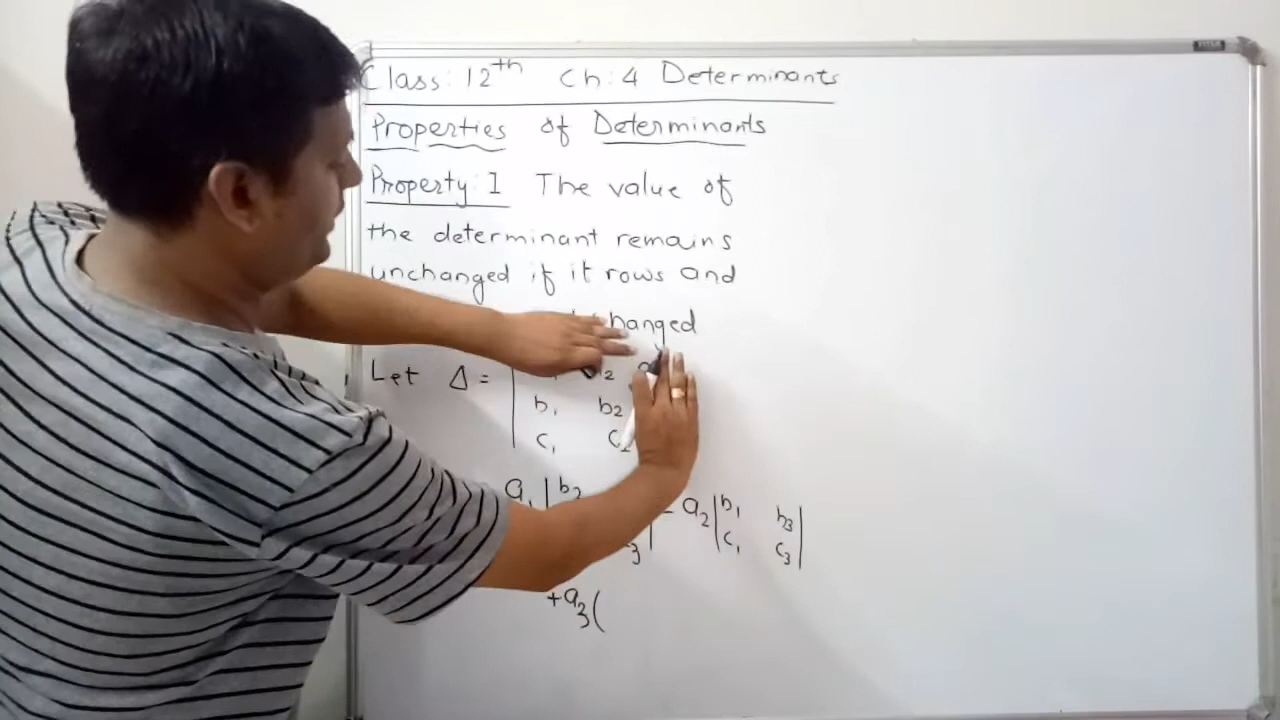 Class: 12th Ch: 4 Determinants
Properties of Determinants
Property: 1 The value of
the determinant remains
unchanged if it rows and
changed
Let Δ =
b₁ b₂
c₁ c₂
a₁ | b₂ - a₂ | b₁ b₃ |
₃ | | c₁ c₃ |
+a₃(